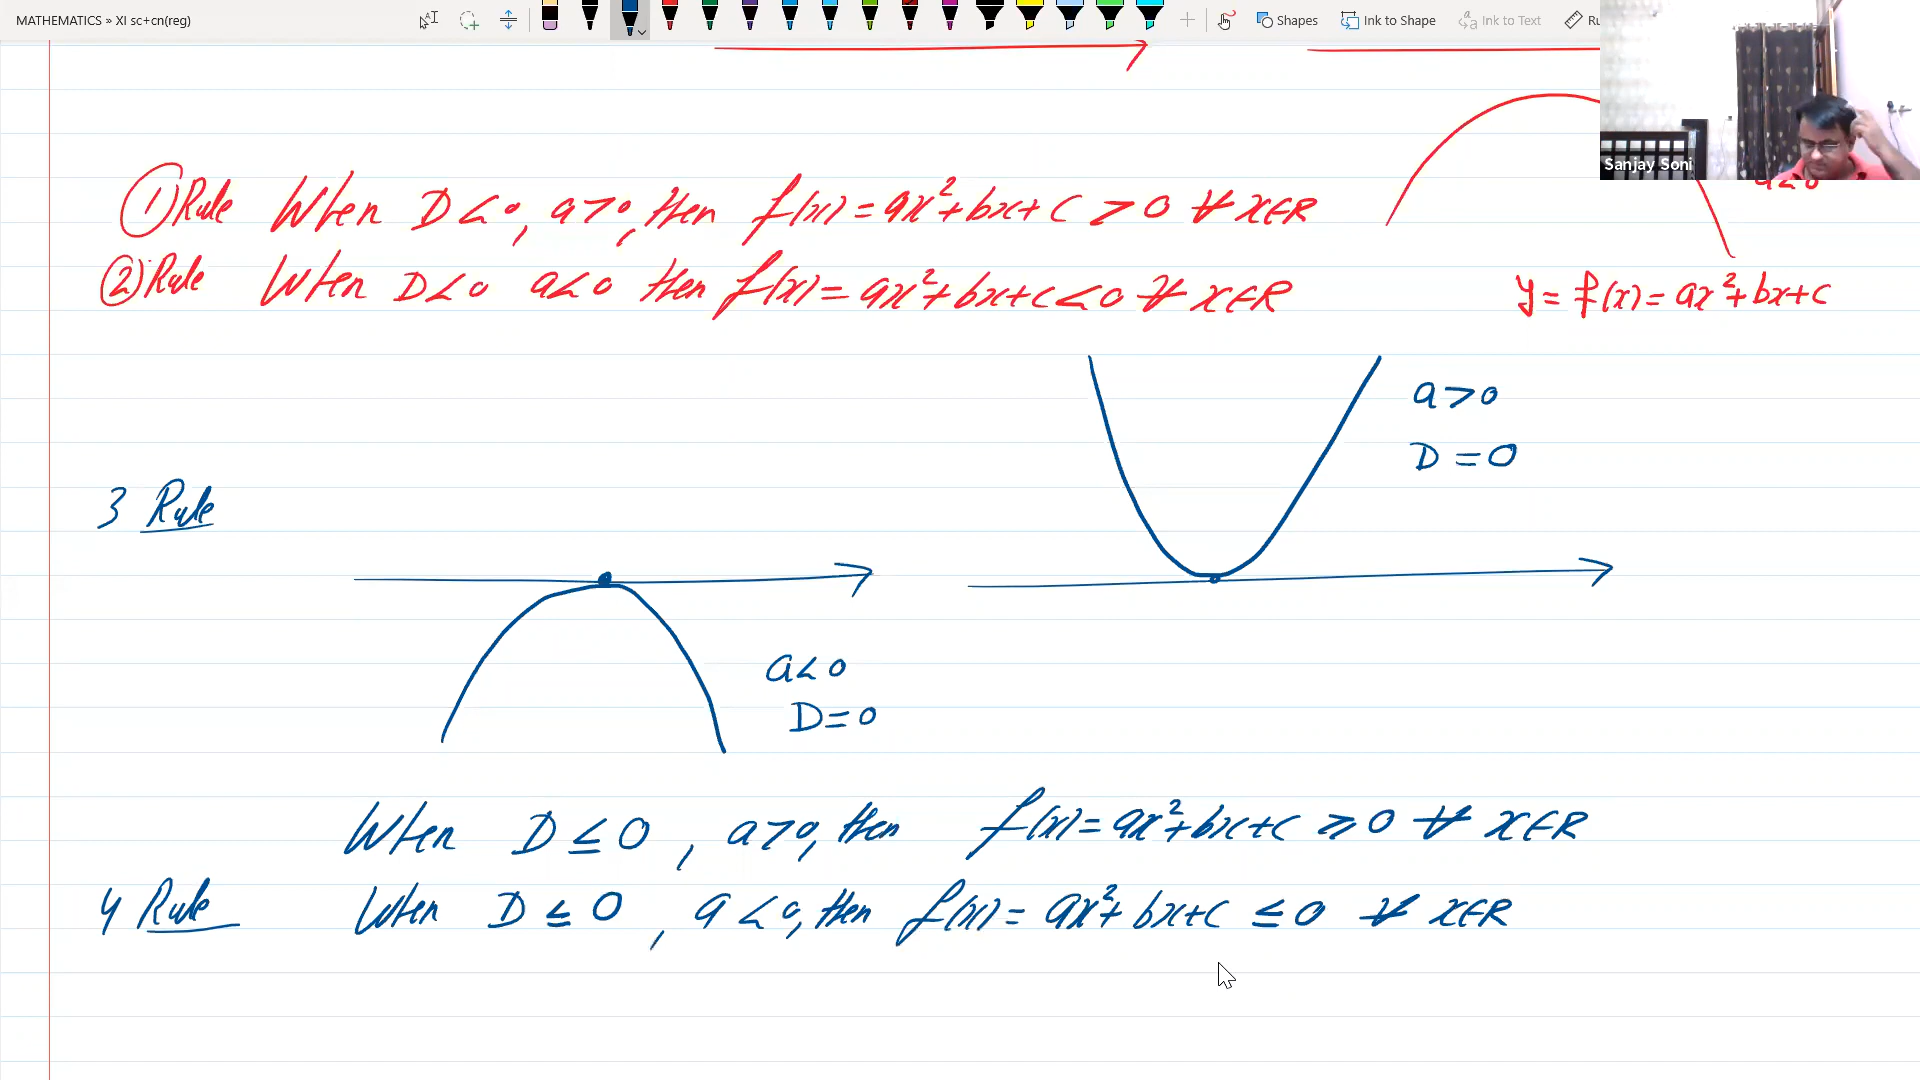 MATHEMATICS » XI sc+cn(reg)
Shapes
Ink to Shape
Ink to Text
Ru
Sanjay Soni
a<0
① Rule When D<0, a>0, then f(x) = ax²+bx+c > 0 ∀ x∈R
② Rule When D<0 a<0 then f(x) = ax²+bx+c<0 ∀ x∈R
y = f(x) = ax²+bx+c
a>0
D = 0
3 Rule
a<0
D=0
When D ≤ 0, a>0, then f(x) = ax²+bx+c ≥ 0 ∀ x∈R
4 Rule When D ≤ 0, a<0, then f(x) = ax²+bx+c ≤ 0 ∀ x∈R